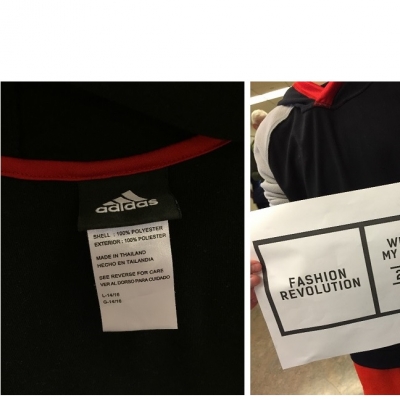 adidas
SHELL : 100% POLYESTER
EXTERIOR : 100% POLIESTER
MADE IN THAILAND
HECHO EN TAILANDIA
SEE REVERSE FOR CARE
VER AL DORSO PARA CUIDADO
L-14/16
G-14/16
FASHION
REVOLUTION
MY